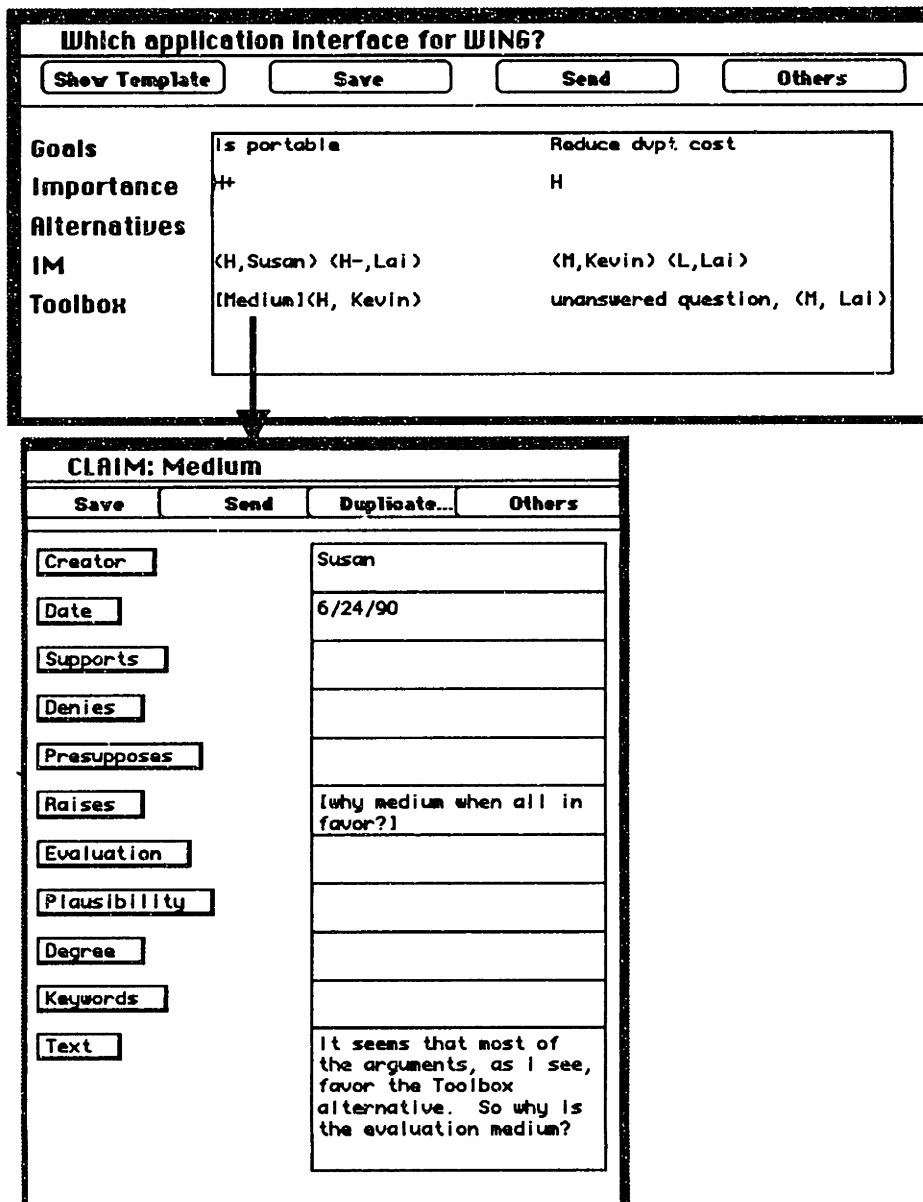 Which application interface for WIN6?
Show Template Save Send Others
Goals Is portable Reduce dvpt. cost
Importance H+ H
Alternatives
IM (H,Susan) (H-,Lai) (M,Kevin) (L,Lai)
Toolbox [Medium](H, Kevin) unanswered question, (M, Lai)
CLAIM: Medium
Save Send Duplicate... Others
Creator Susan
Date 6/24/90
Supports
Denies
Presupposes
Raises [why medium when all in
favor?]
Evaluation
Plausibility
Degree
Keywords
Text It seems that most of
the arguments, as I see,
favor the Toolbox
alternative. So why is
the evaluation medium?